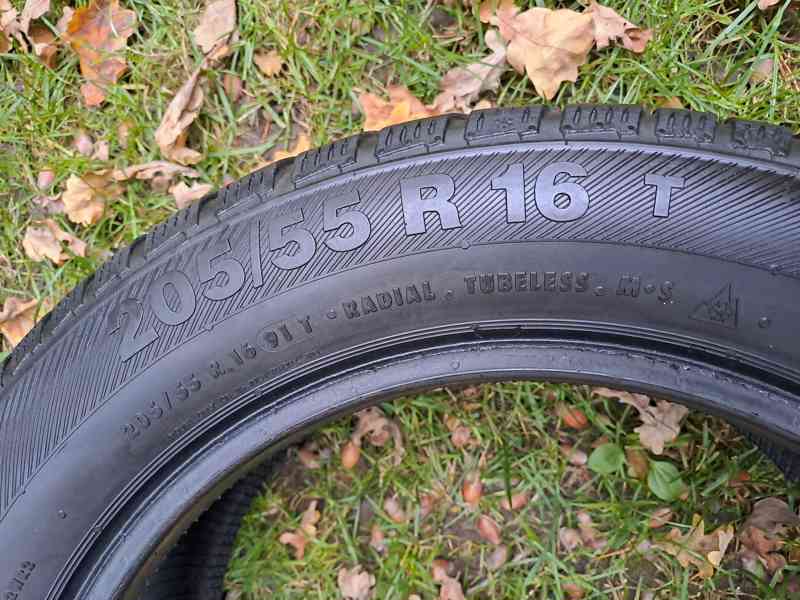 205/55 R 16 T
205/55 R 16 91 T • RADIAL . TUBELESS . M•S